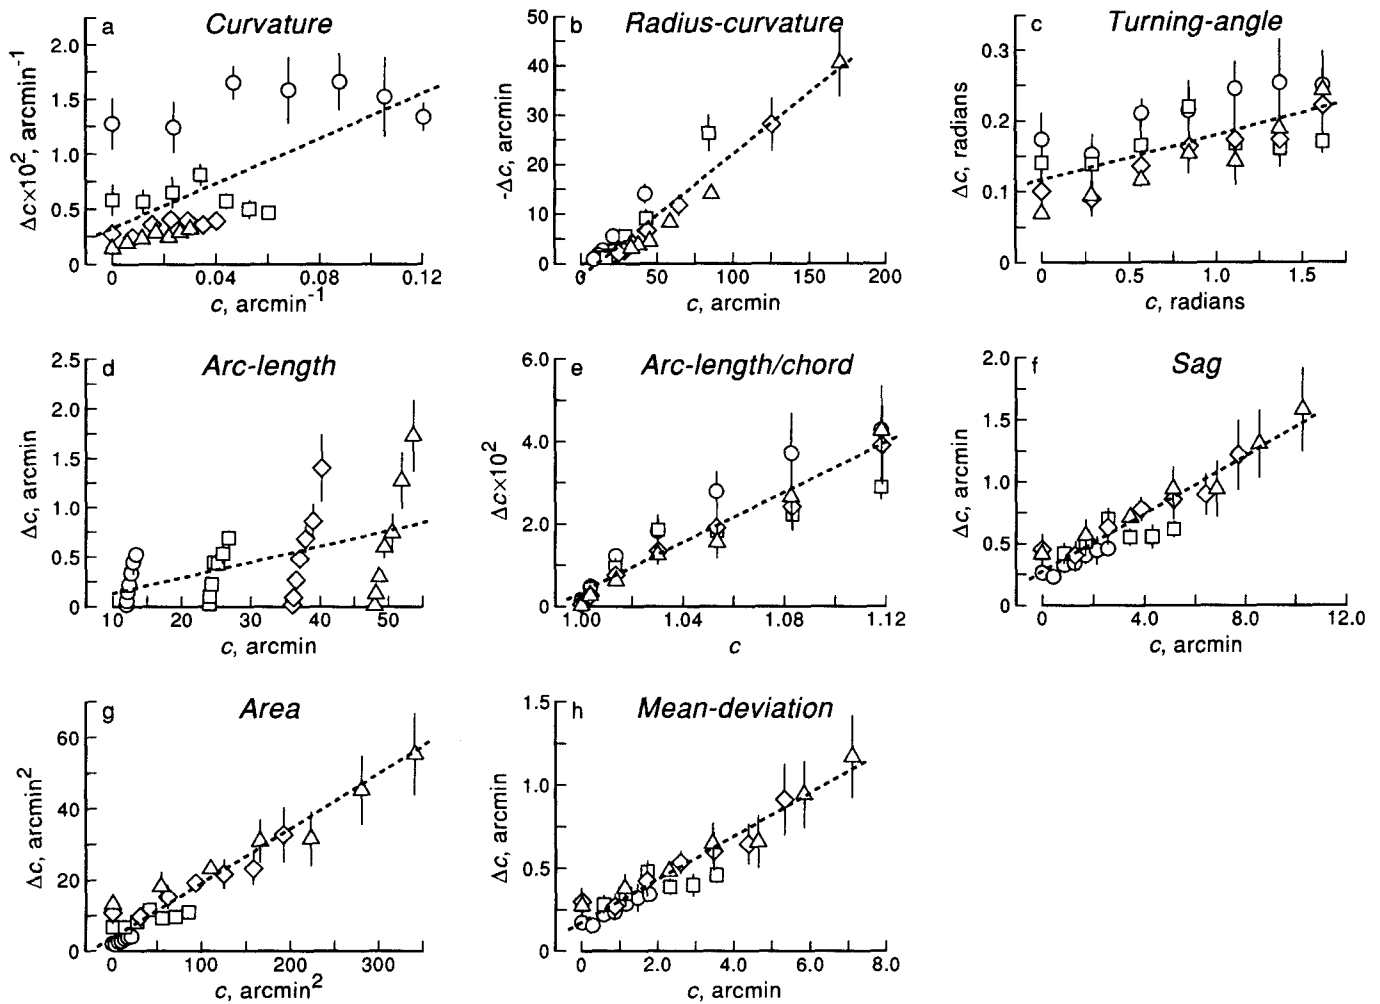 a Curvature
Δc×10², arcmin⁻¹
2.0
1.5
1.0
0.5
0
0 0.04 0.08 0.12
c, arcmin⁻¹
b Radius-curvature
-Δc, arcmin
50
40
30
20
10
0
0 50 100 150 200
c, arcmin
c Turning-angle
Δc, radians
0.3
0.2
0.1
0
0 0.5 1.0 1.5
c, radians
d Arc-length
Δc, arcmin
2.5
2.0
1.5
1.0
0.5
0
10 20 30 40 50
c, arcmin
e Arc-length/chord
Δc×10²
6.0
4.0
2.0
0
1.00 1.04 1.08 1.12
c
f Sag
Δc, arcmin
2.0
1.5
1.0
0.5
0
0 4.0 8.0 12.0
c, arcmin
g Area
Δc, arcmin²
60
40
20
0
0 100 200 300
c, arcmin²
h Mean-deviation
Δc, arcmin
1.5
1.0
0.5
0
0 2.0 4.0 6.0 8.0
c, arcmin